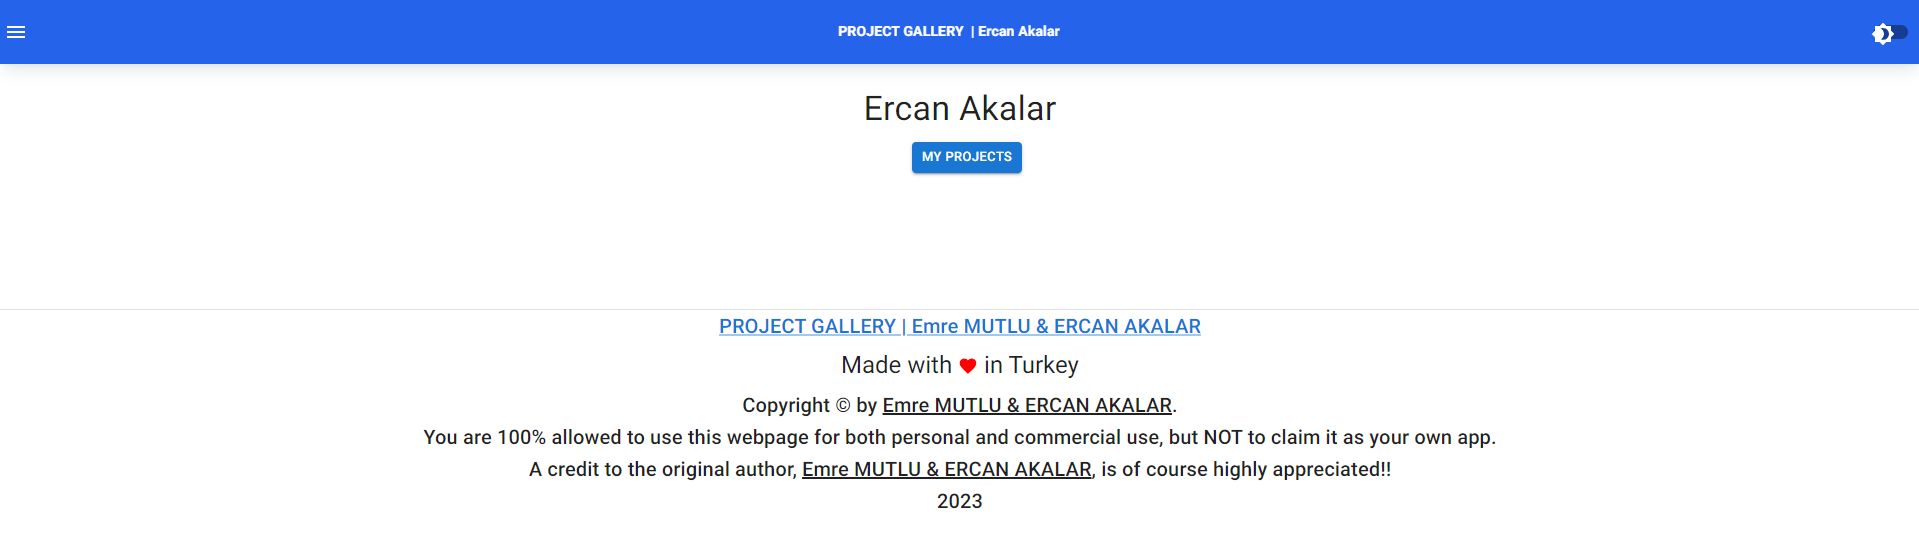 PROJECT GALLERY | Ercan Akalar
Ercan Akalar
MY PROJECTS
PROJECT GALLERY | Emre MUTLU & ERCAN AKALAR
Made with ❤ in Turkey
Copyright © by Emre MUTLU & ERCAN AKALAR.
You are 100% allowed to use this webpage for both personal and commercial use, but NOT to claim it as your own app.
A credit to the original author, Emre MUTLU & ERCAN AKALAR, is of course highly appreciated!!
2023